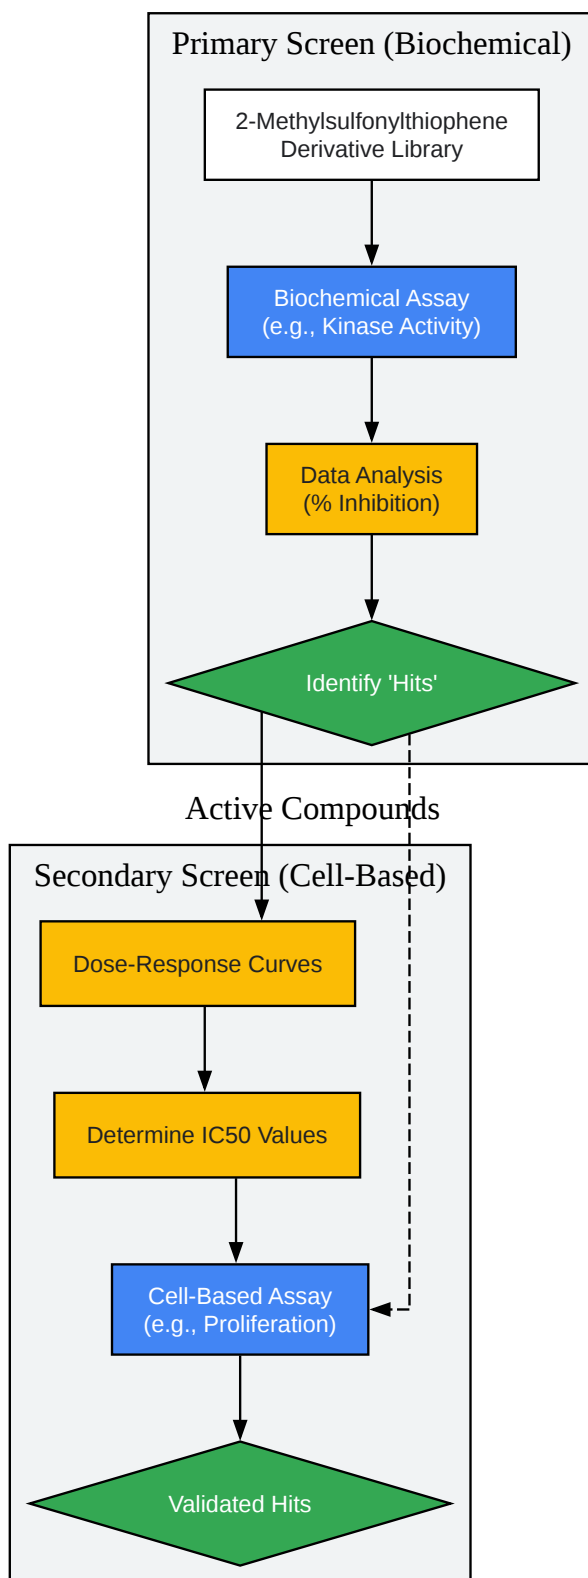 Primary Screen (Biochemical)
2-Methylsulfonylthiophene
Derivative Library
Biochemical Assay
(e.g., Kinase Activity)
Data Analysis
(% Inhibition)
Identify 'Hits'
Active Compounds
Secondary Screen (Cell-Based)
Dose-Response Curves
Determine IC50 Values
Cell-Based Assay
(e.g., Proliferation)
Validated Hits